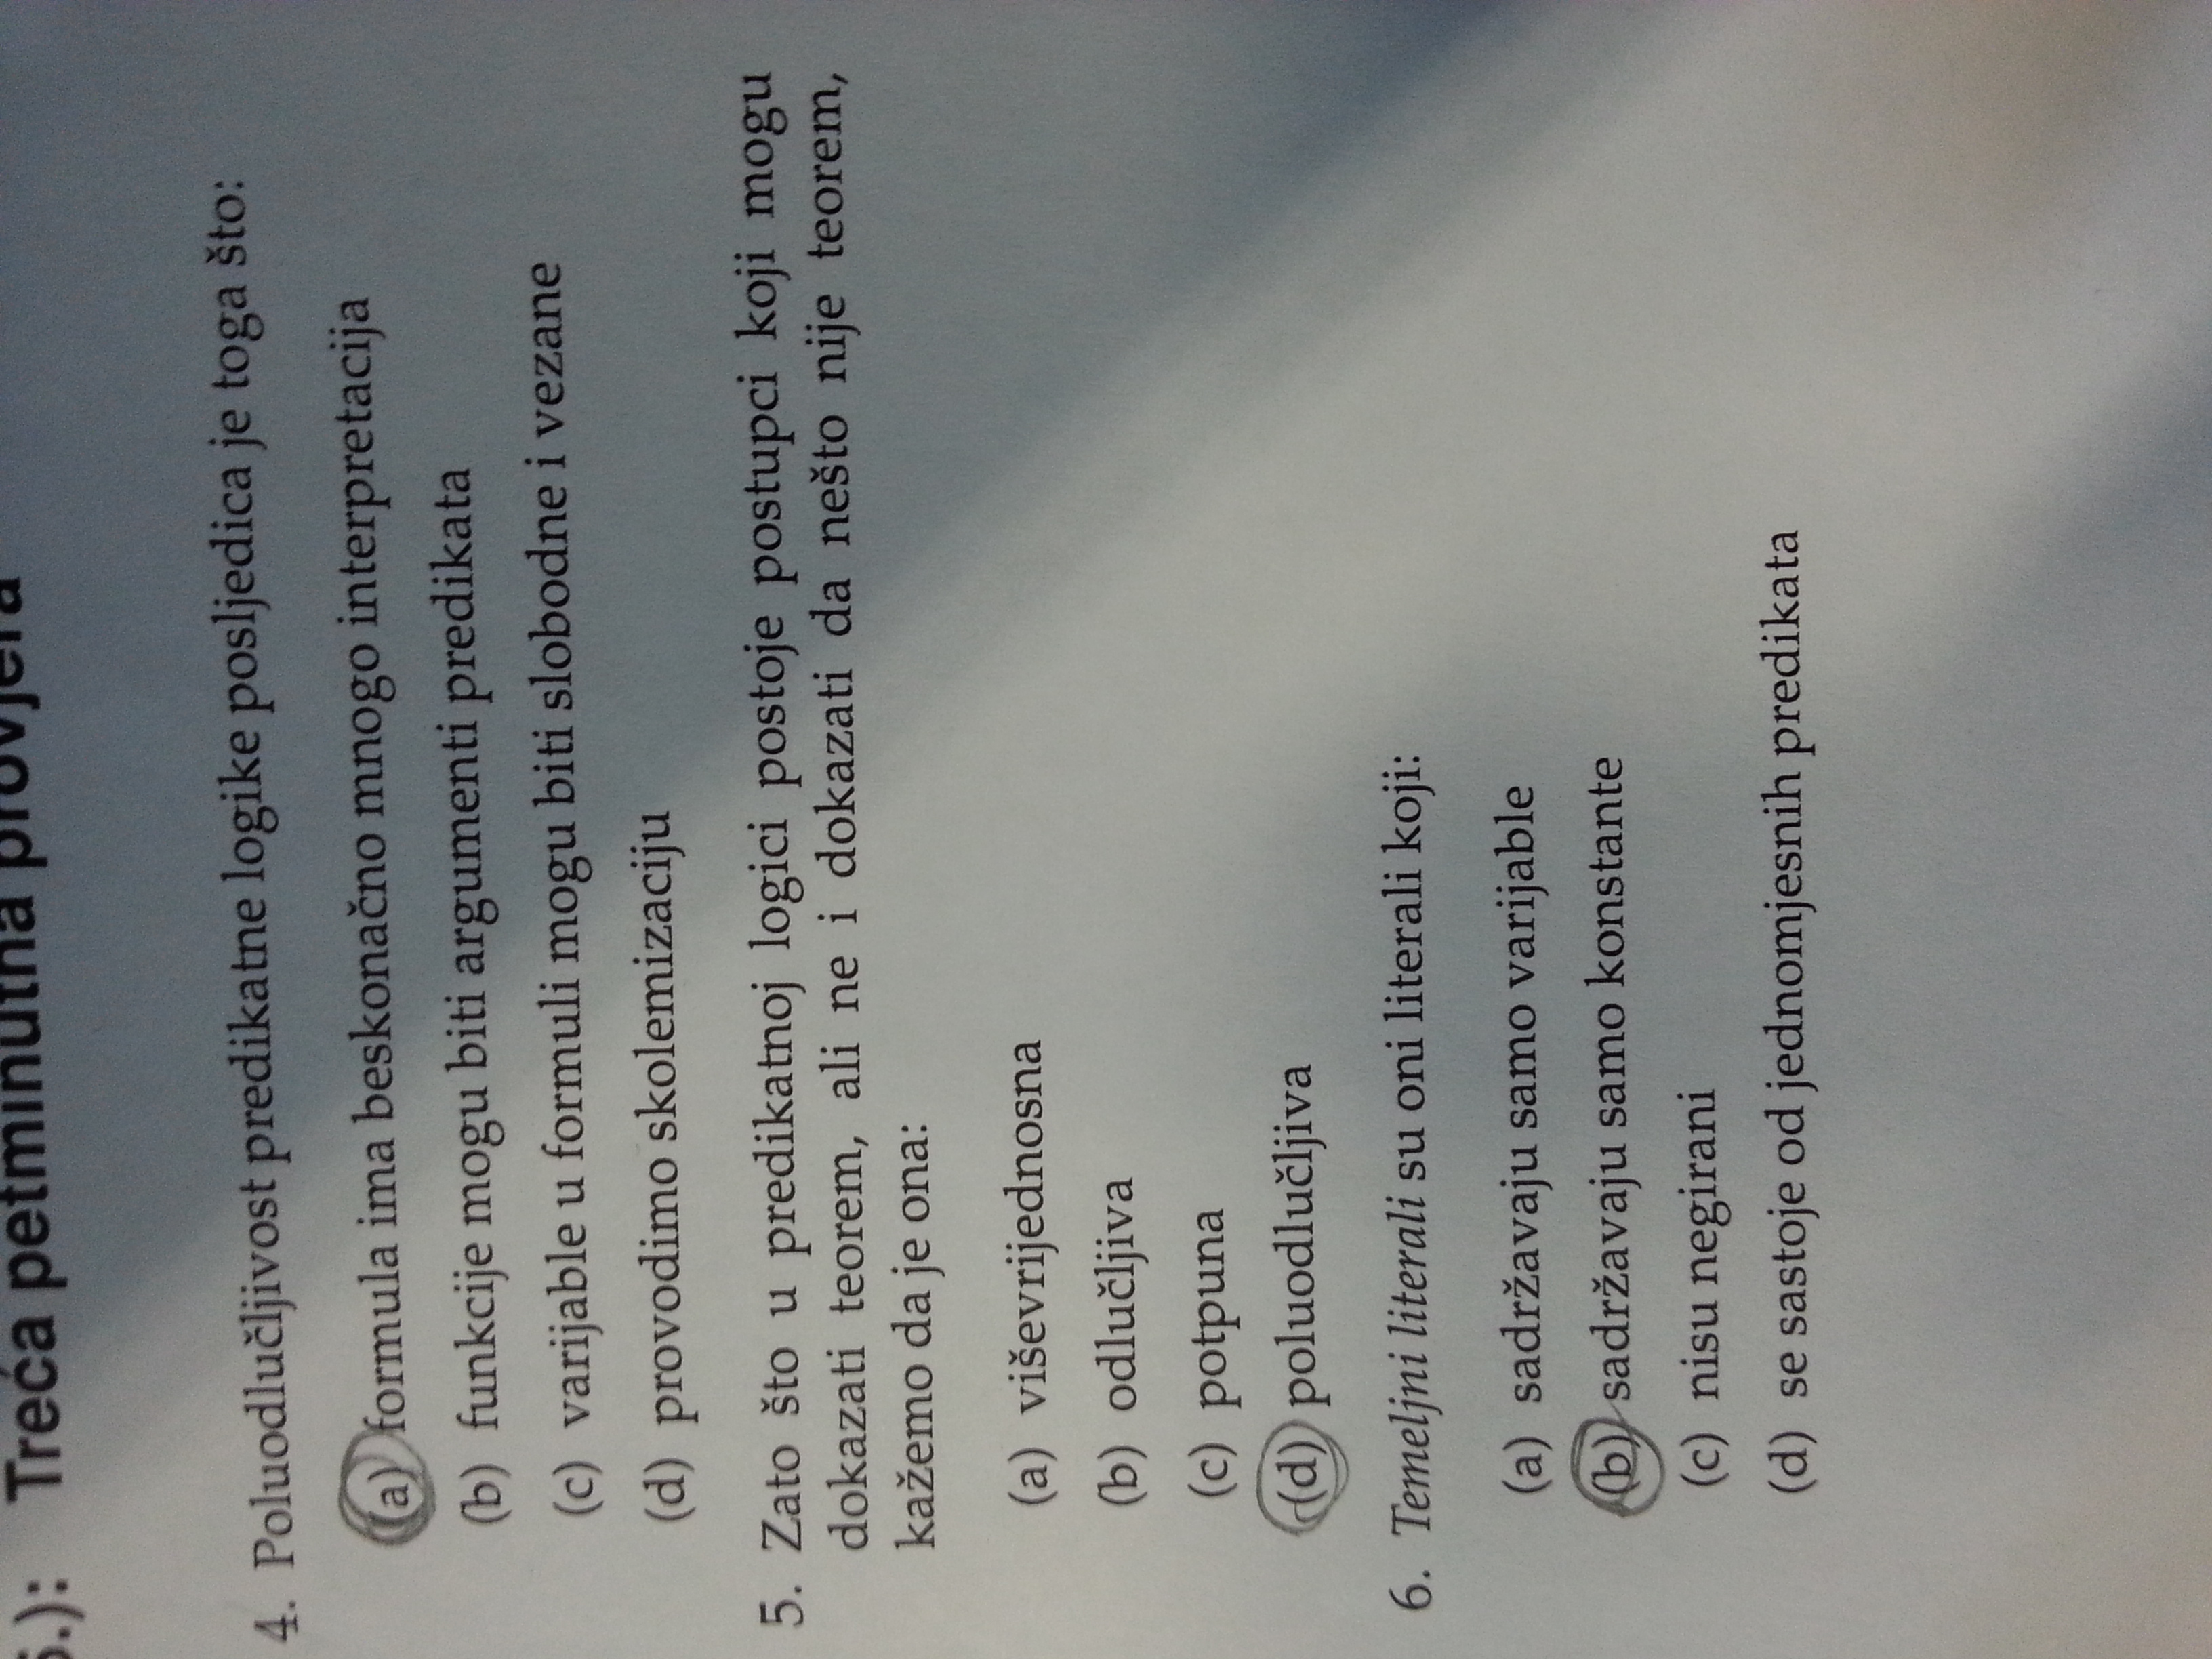 .): Treća petminutna provjera
4. Poluodlučljivost predikatne logike posljedica je toga što:
(a) formula ima beskonačno mnogo interpretacija
(b) funkcije mogu biti argumenti predikata
(c) varijable u formuli mogu biti slobodne i vezane
(d) provodimo skolemizaciju
5. Zato što u predikatnoj logici postoje postupci koji mogu
dokazati teorem, ali ne i dokazati da nešto nije teorem,
kažemo da je ona:
(a) viševrijednosna
(b) odlučljiva
(c) potpuna
(d) poluodlučljiva
6. Temeljni literali su oni literali koji:
(a) sadržavaju samo varijable
(b) sadržavaju samo konstante
(c) nisu negirani
(d) se sastoje od jednomjesnih predikata